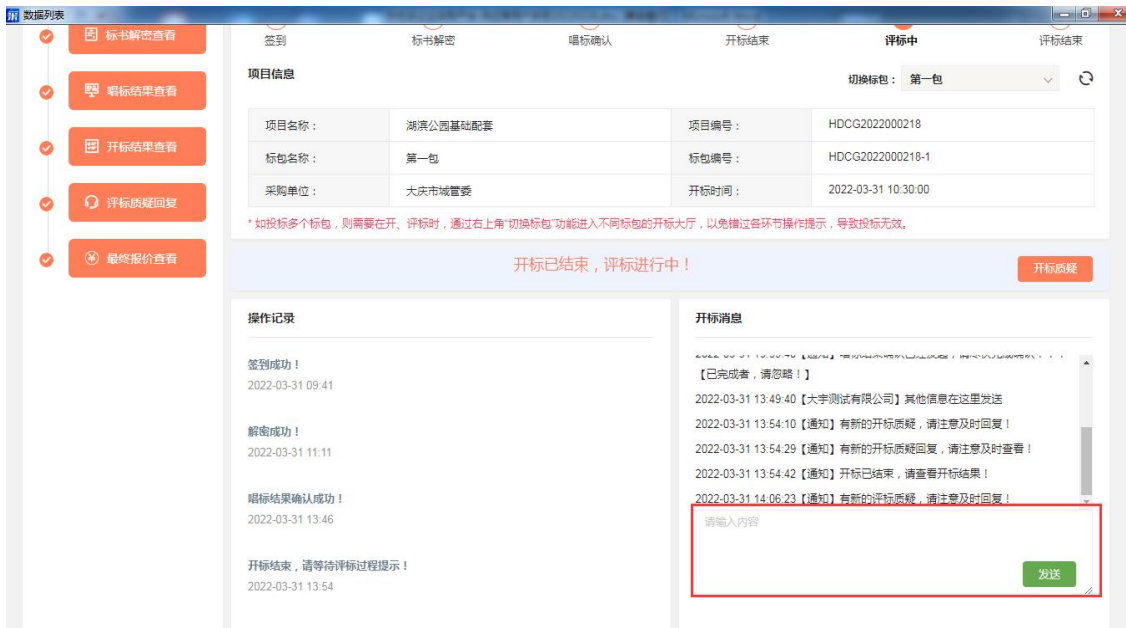 数据列表
标书解密查看
唱标结果查看
开标结果查看
评标质疑回复
最终报价查看
签到 标书解密 唱标确认 开标结束 评标中 评标结束
项目信息 切换标包： 第一包
项目名称： 湖滨公园基础配套 项目编号： HDCG2022000218
标包名称： 第一包 标包编号： HDCG2022000218-1
采购单位： 大庆市城管委 开标时间： 2022-03-31 10:30:00
* 如投标多个标包，则需要在开、评标时，通过右上角“切换标包”功能进入不同标包的开标大厅，以免错过各环节操作提示，导致投标无效。
开标已结束，评标进行中！ 开标质疑
操作记录
签到成功！
2022-03-31 09:41
解密成功！
2022-03-31 11:11
唱标结果确认成功！
2022-03-31 13:46
开标结束，请等待评标过程提示！
2022-03-31 13:54
开标消息
【已完成者，请忽略！】
2022-03-31 13:49:40【大宇测试有限公司】其他信息在这里发送
2022-03-31 13:54:10【通知】有新的开标质疑，请注意及时回复！
2022-03-31 13:54:29【通知】有新的开标质疑回复，请注意及时查看！
2022-03-31 13:54:42【通知】开标已结束，请查看开标结果！
2022-03-31 14:06:23【通知】有新的评标质疑，请注意及时回复！
请输入内容
发送